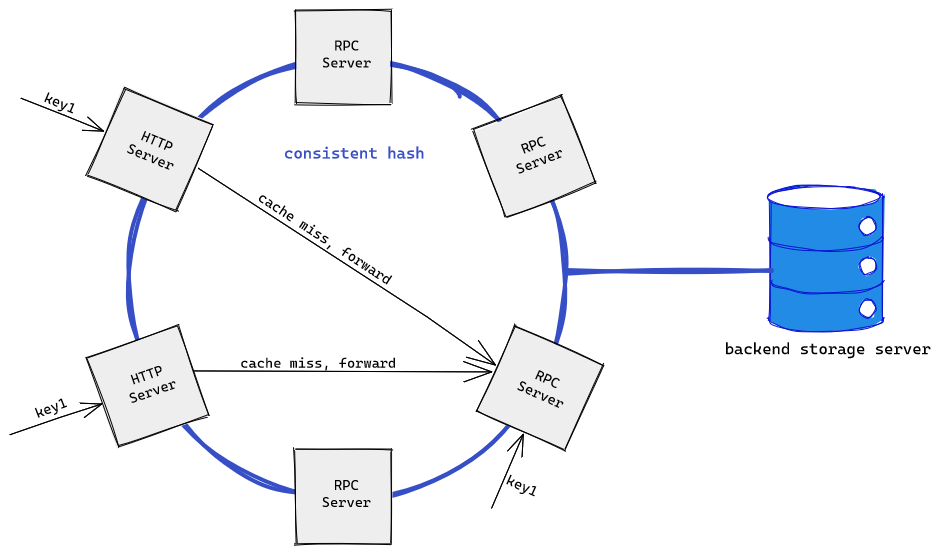 RPC
Server
key1
HTTP
Server
consistent hash
RPC
Server
cache miss, forward
backend storage server
cache miss, forward
HTTP
Server
RPC
Server
key1
RPC
Server
key1